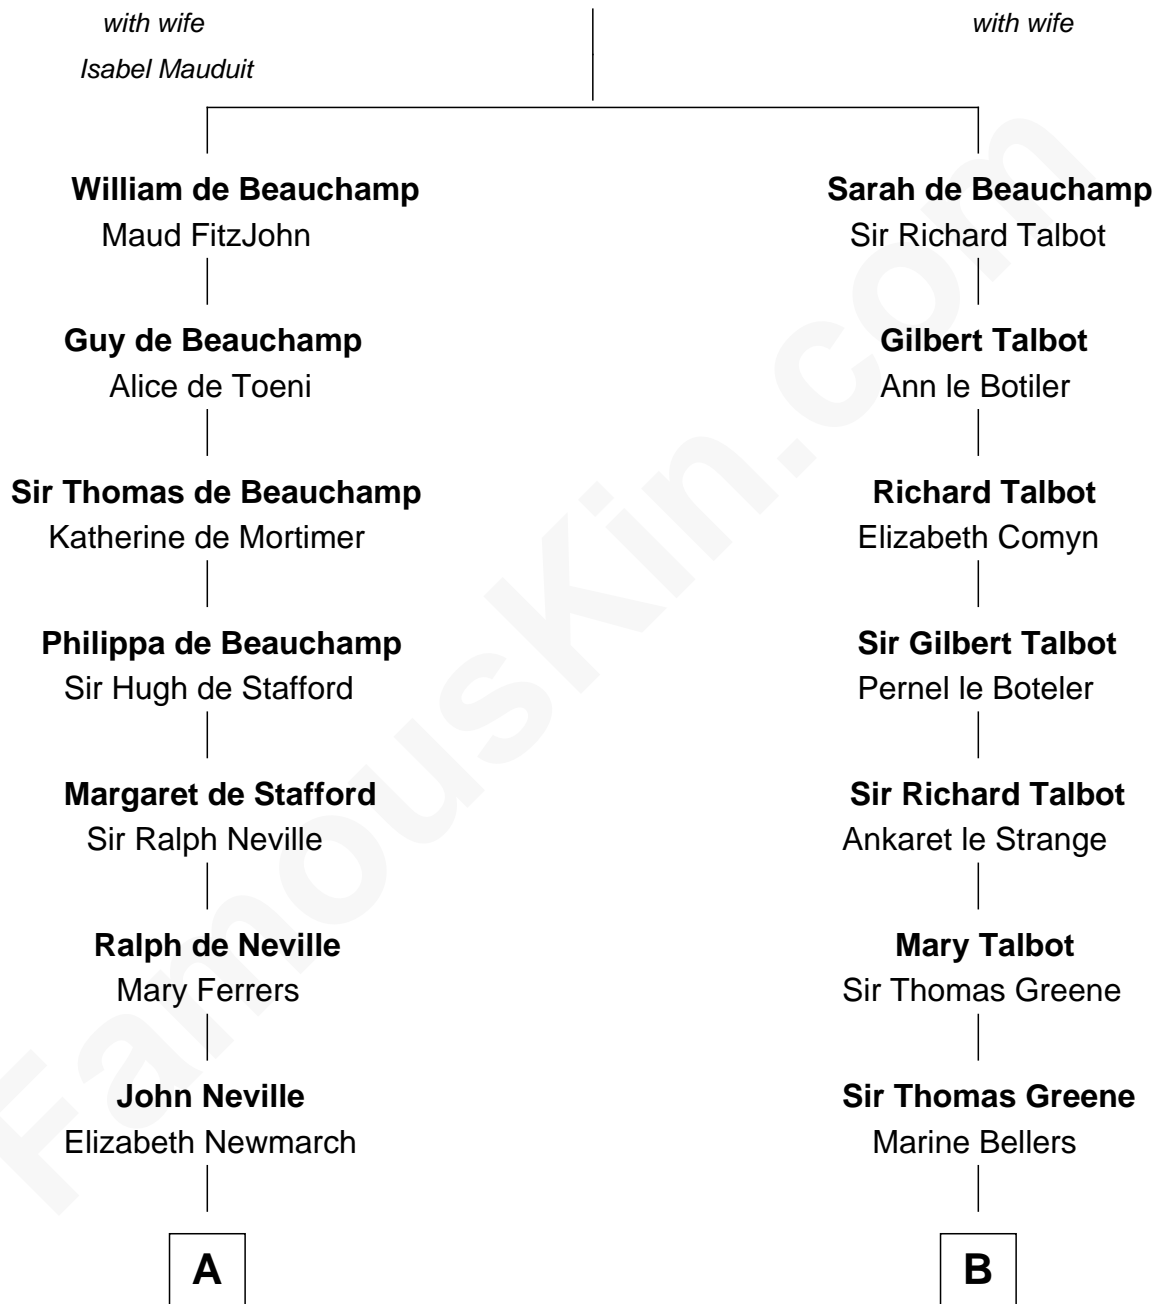 with wife
with wife
Isabel Mauduit
William de Beauchamp
Maud FitzJohn
Sarah de Beauchamp
Sir Richard Talbot
Guy de Beauchamp
Alice de Toeni
Gilbert Talbot
Ann le Botiler
Sir Thomas de Beauchamp
Katherine de Mortimer
Richard Talbot
Elizabeth Comyn
Philippa de Beauchamp
Sir Hugh de Stafford
Sir Gilbert Talbot
Pernel le Boteler
Margaret de Stafford
Sir Ralph Neville
Sir Richard Talbot
Ankaret le Strange
Ralph de Neville
Mary Ferrers
Mary Talbot
Sir Thomas Greene
John Neville
Elizabeth Newmarch
Sir Thomas Greene
Marine Bellers
A
B
FamousKin.com